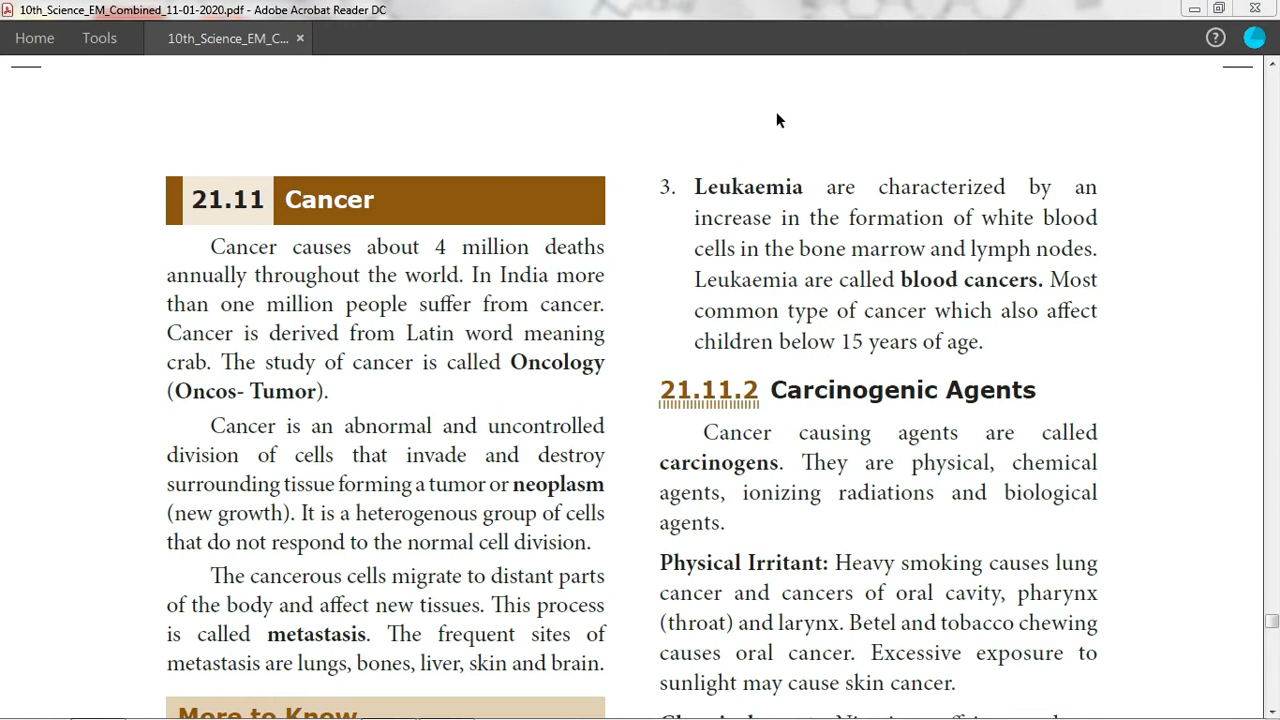 10th_Science_EM_Combined_11-01-2020.pdf - Adobe Acrobat Reader DC
Home Tools 10th_Science_EM_C... ×
21.11 Cancer
Cancer causes about 4 million deaths
annually throughout the world. In India more
than one million people suffer from cancer.
Cancer is derived from Latin word meaning
crab. The study of cancer is called Oncology
(Oncos- Tumor).
Cancer is an abnormal and uncontrolled
division of cells that invade and destroy
surrounding tissue forming a tumor or neoplasm
(new growth). It is a heterogenous group of cells
that do not respond to the normal cell division.
The cancerous cells migrate to distant parts
of the body and affect new tissues. This process
is called metastasis. The frequent sites of
metastasis are lungs, bones, liver, skin and brain.
More to Know
3. Leukaemia are characterized by an
increase in the formation of white blood
cells in the bone marrow and lymph nodes.
Leukaemia are called blood cancers. Most
common type of cancer which also affect
children below 15 years of age.
21.11.2 Carcinogenic Agents
Cancer causing agents are called
carcinogens. They are physical, chemical
agents, ionizing radiations and biological
agents.
Physical Irritant: Heavy smoking causes lung
cancer and cancers of oral cavity, pharynx
(throat) and larynx. Betel and tobacco chewing
causes oral cancer. Excessive exposure to
sunlight may cause skin cancer.